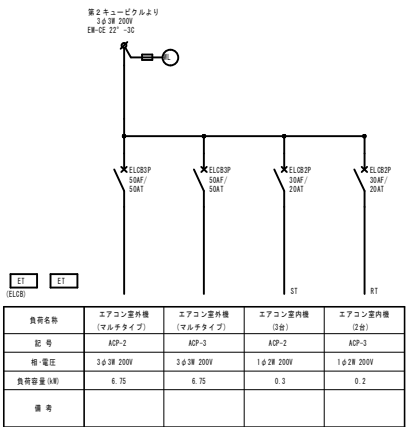 第２キュービクルより
3φ3W 200V
EM-CE 22°-3C
WL
ELCB3P
50AF/
50AT
ELCB3P
50AF/
50AT
ELCB2P
30AF/
20AT
ELCB2P
30AF/
20AT
ET ET
(ELCB)
ST RT
負荷名称 エアコン室外機 エアコン室外機 エアコン室内機 エアコン室内機
(マルチタイプ) (マルチタイプ) (3台) (2台)
記 号 ACP-2 ACP-3 ACP-2 ACP-3
相・電圧 3φ3W 200V 3φ3W 200V 1φ2W 200V 1φ2W 200V
負荷容量(kW) 6.75 6.75 0.3 0.2
備 考